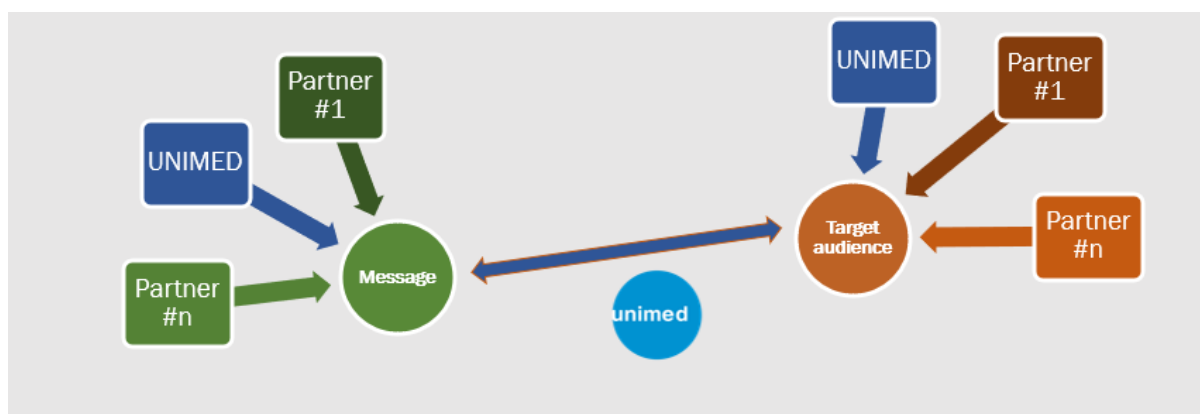 Partner
#1
UNIMED
Partner
#n
Message
unimed
UNIMED
Partner
#1
Target
audience
Partner
#n